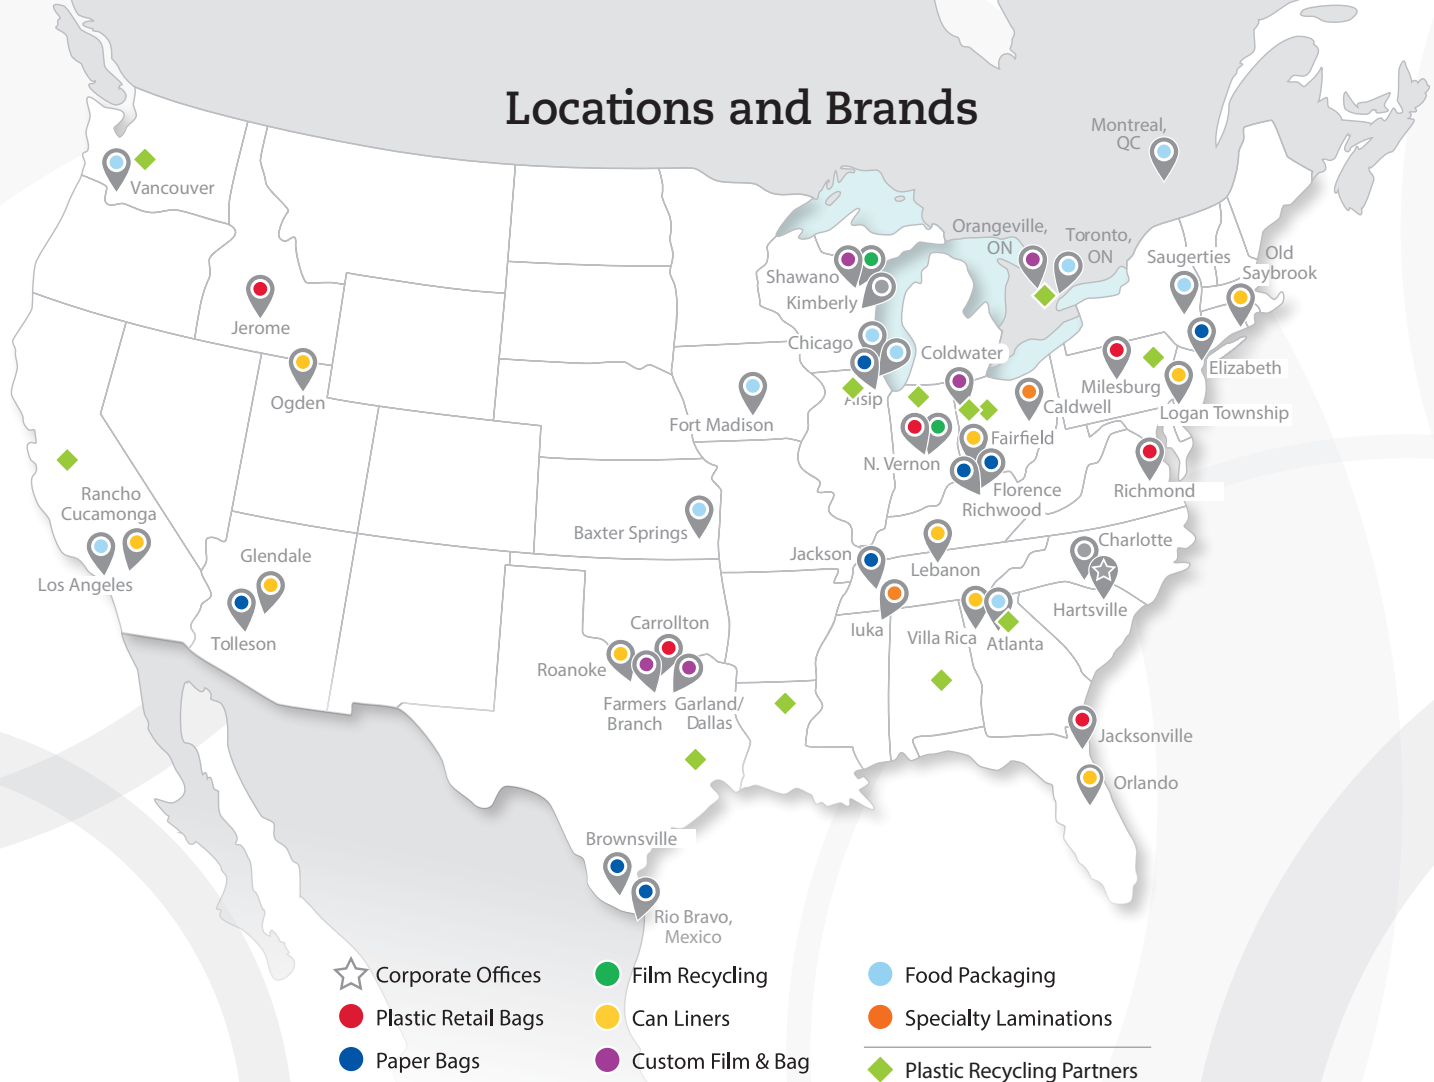 Locations and Brands
Montreal,
QC
Vancouver
Orangeville,
ON
Toronto,
ON
Saugerties
Old
Saybrook
Shawano
Kimberly
Jerome
Chicago
Coldwater
Elizabeth
Alsip
Milesburg
Ogden
Fort Madison
Caldwell
Logan Township
Fairfield
N. Vernon
Rancho
Cucamonga
Florence
Richwood
Richmond
Baxter Springs
Glendale
Jackson
Charlotte
Lebanon
Los Angeles
Hartsville
Tolleson
Carrollton
Iuka
Villa Rica
Atlanta
Roanoke
Farmers
Branch
Garland/
Dallas
Jacksonville
Orlando
Brownsville
Rio Bravo,
Mexico
Corporate Offices
Film Recycling
Food Packaging
Plastic Retail Bags
Can Liners
Specialty Laminations
Paper Bags
Custom Film & Bag
Plastic Recycling Partners